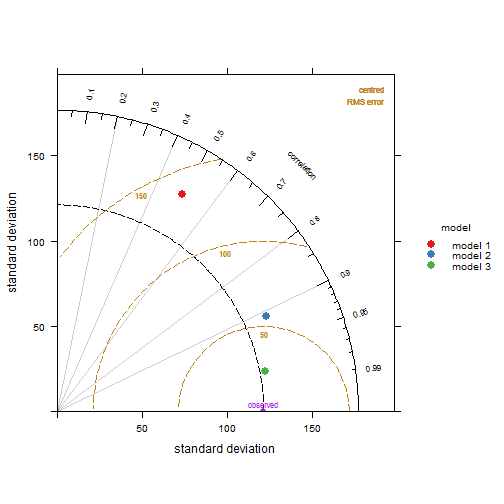 centred
RMS error
0.1
0.2
0.3
0.4
0.5
0.6
correlation
0.7
0.8
0.9
0.95
0.99
150
100
50
observed
150
100
50
standard deviation
50
100
150
standard deviation
model
model 1
model 2
model 3